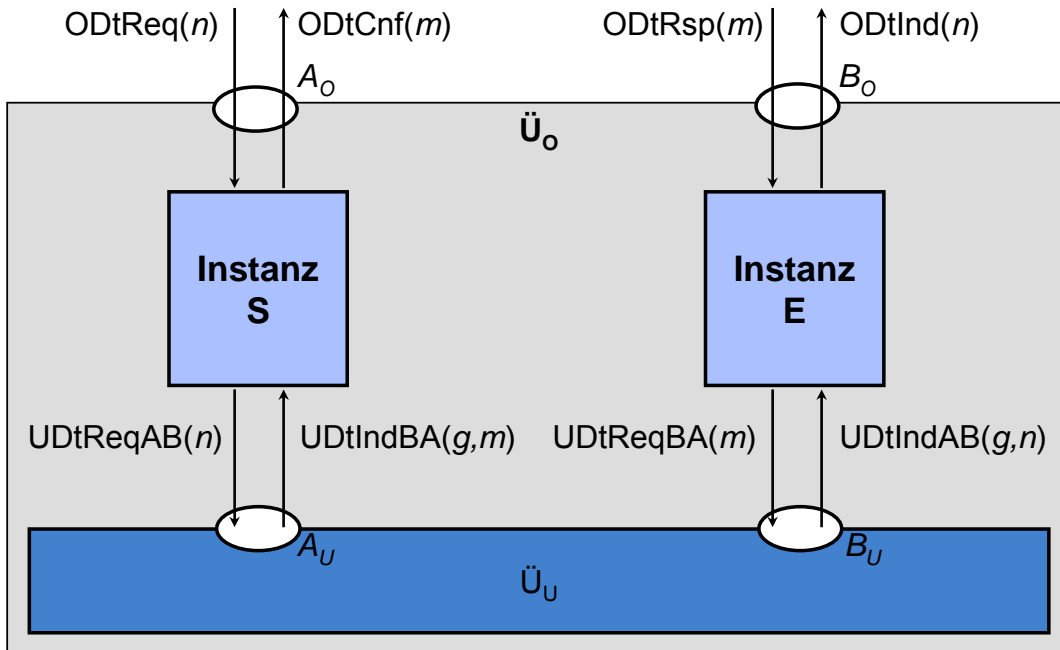 ODtReq(n) ODtCnf(m) ODtRsp(m) ODtInd(n)
A_O B_O
Ü_O
Instanz Instanz
S E
UDtReqAB(n) UDtIndBA(g,m) UDtReqBA(m) UDtIndAB(g,n)
A_U B_U
Ü_U